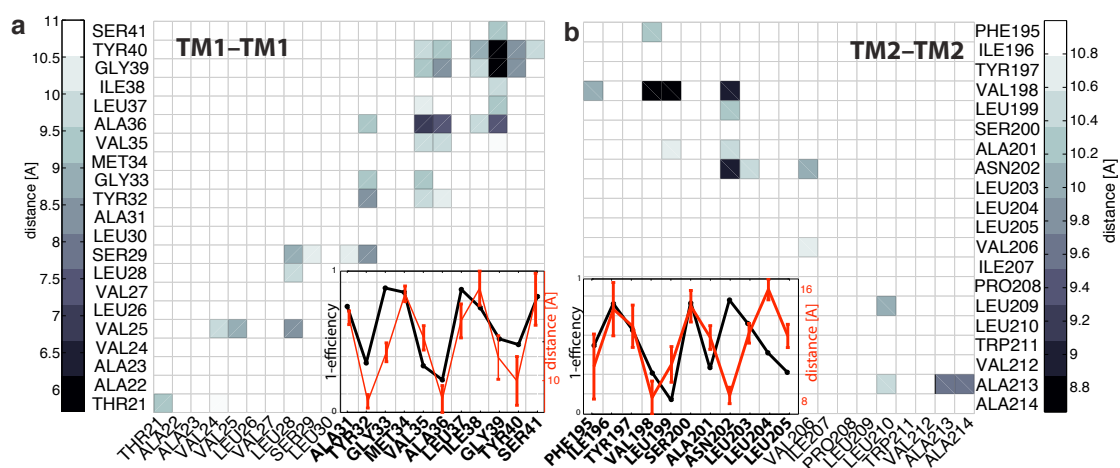 a
TM1–TM1
distance [A]
11
10.5
10
9.5
9
8.5
8
7.5
7
6.5
6
SER41
TYR40
GLY39
ILE38
LEU37
ALA36
VAL35
MET34
GLY33
TYR32
ALA31
LEU30
SER29
LEU28
VAL27
LEU26
VAL25
VAL24
ALA23
ALA22
THR21
THR21
ALA22
ALA23
VAL24
VAL25
LEU26
VAL27
LEU28
SER29
LEU30
ALA31
TYR32
GLY33
MET34
VAL35
ALA36
LEU37
ILE38
GLY39
TYR40
SER41
1
1-efficiency
0
distance [A]
10
b
TM2–TM2
PHE195
ILE196
TYR197
VAL198
LEU199
SER200
ALA201
ASN202
LEU203
LEU204
LEU205
VAL206
ILE207
PRO208
LEU209
LEU210
TRP211
VAL212
ALA213
ALA214
PHE195
ILE196
TYR197
VAL198
LEU199
SER200
ALA201
ASN202
LEU203
LEU204
LEU205
VAL206
ILE207
PRO208
LEU209
LEU210
TRP211
VAL212
ALA213
ALA214
1
1-efficiency
0
16
distance [A]
8
10.8
10.6
10.4
10.2
10
9.8
9.6
9.4
9.2
9
8.8
distance [A]